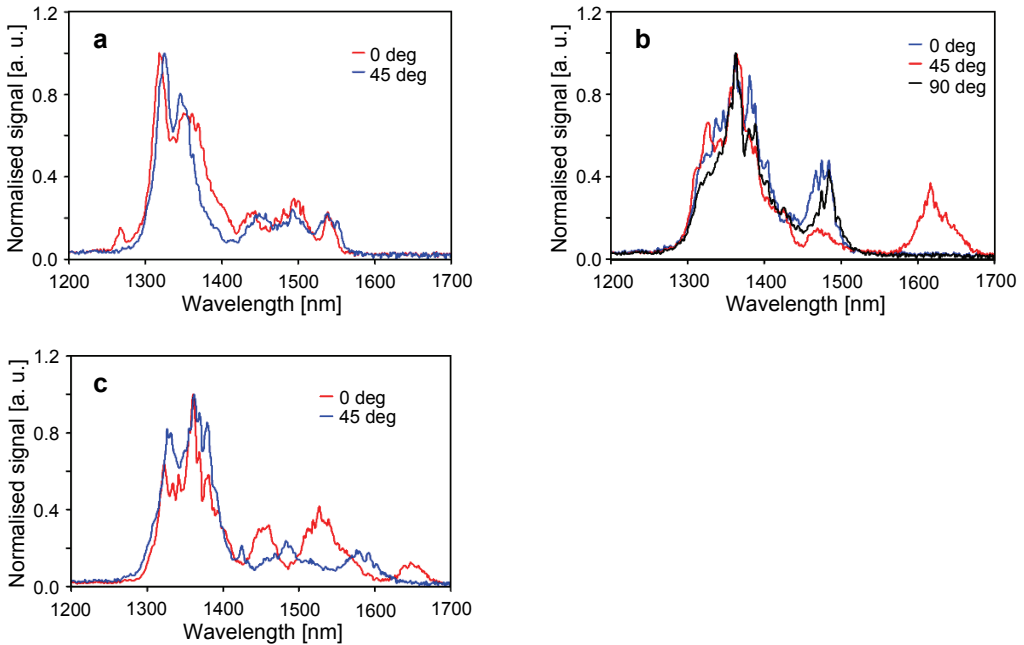 a
0 deg
45 deg
1.2
0.8
0.4
0.0
Normalised signal [a. u.]
1200 1300 1400 1500 1600 1700
Wavelength [nm]
b
0 deg
45 deg
90 deg
1.2
0.8
0.4
0.0
Normalised signal [a. u.]
1200 1300 1400 1500 1600 1700
Wavelength [nm]
c
0 deg
45 deg
1.2
0.8
0.4
0.0
Normalised signal [a. u.]
1200 1300 1400 1500 1600 1700
Wavelength [nm]